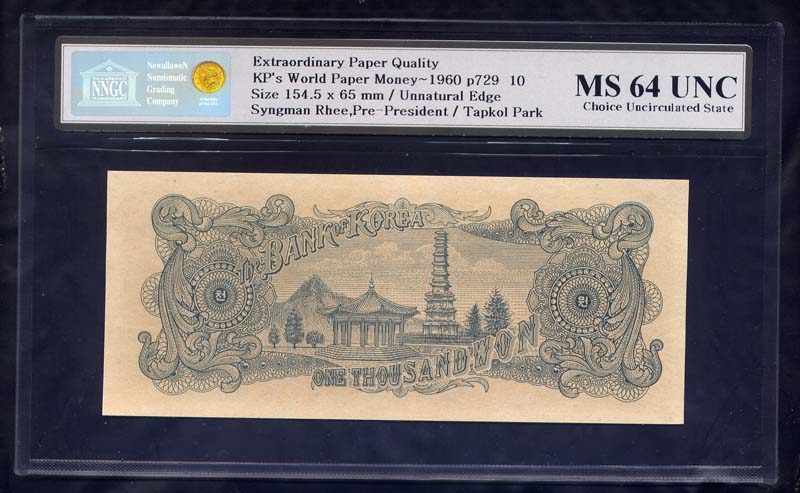 NewallaweN
Numismatic
Grading
Company
NNGC
Extraordinary Paper Quality
KP's World Paper Money~1960 p729 10
Size 154.5 x 65 mm / Unnatural Edge
Syngman Rhee,Pre-President / Tapkol Park
MS 64 UNC
Choice Uncirculated State
The BANK OF KOREA
천
원
ONE THOUSAND WON